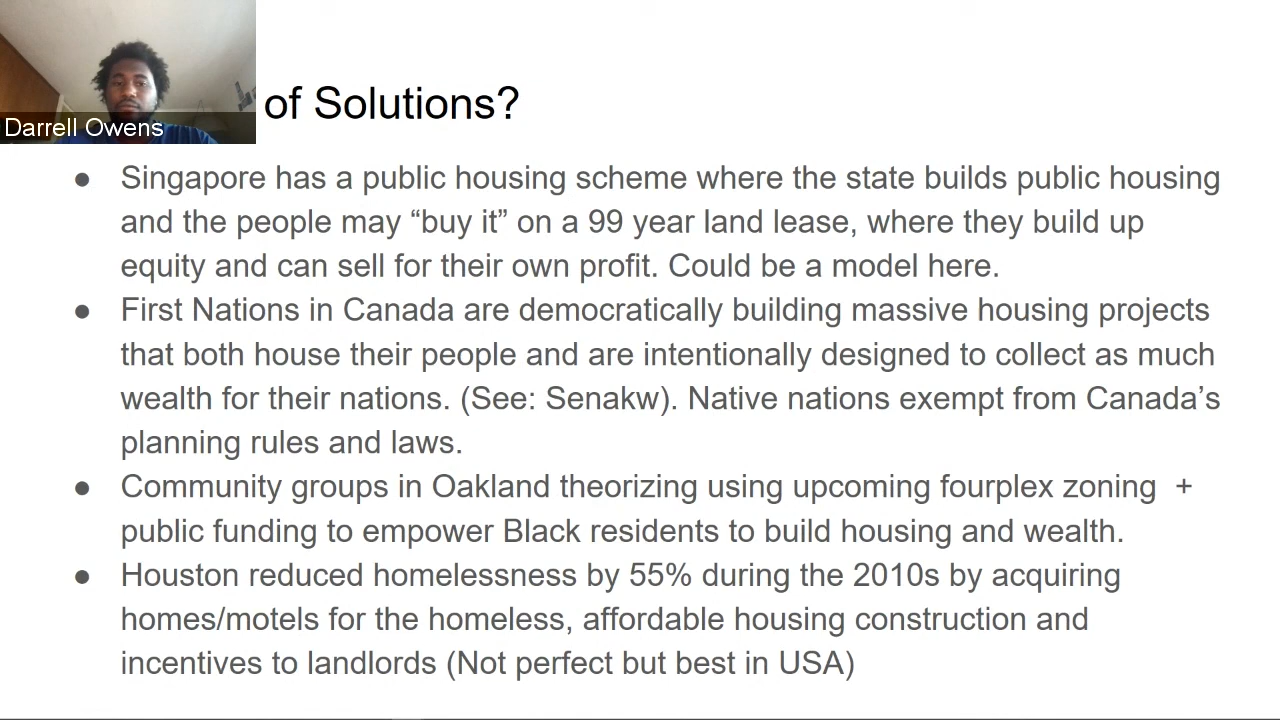 of Solutions?
Darrell Owens
● Singapore has a public housing scheme where the state builds public housing
and the people may “buy it” on a 99 year land lease, where they build up
equity and can sell for their own profit. Could be a model here.
● First Nations in Canada are democratically building massive housing projects
that both house their people and are intentionally designed to collect as much
wealth for their nations. (See: Senakw). Native nations exempt from Canada’s
planning rules and laws.
● Community groups in Oakland theorizing using upcoming fourplex zoning +
public funding to empower Black residents to build housing and wealth.
● Houston reduced homelessness by 55% during the 2010s by acquiring
homes/motels for the homeless, affordable housing construction and
incentives to landlords (Not perfect but best in USA)